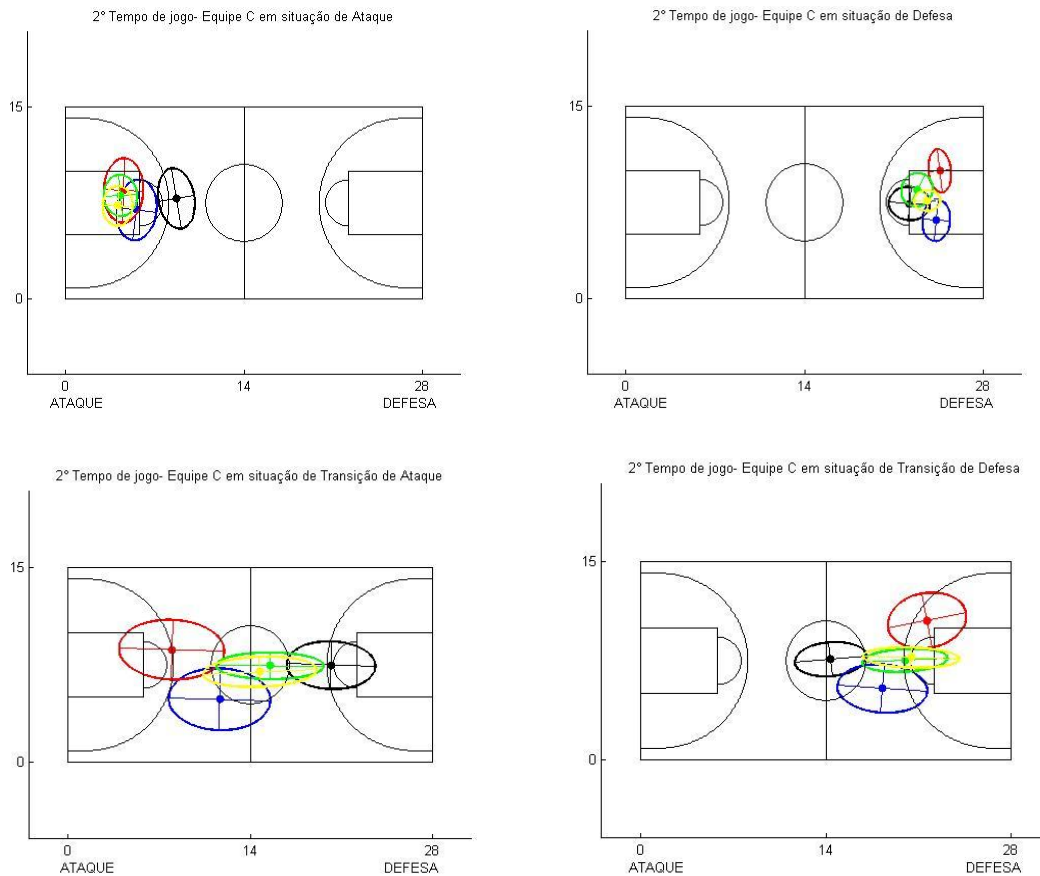 2° Tempo de jogo- Equipe C em situação de Ataque
15
0
0 14 28
ATAQUE DEFESA
2° Tempo de jogo- Equipe C em situação de Defesa
15
0
0 14 28
ATAQUE DEFESA
2° Tempo de jogo- Equipe C em situação de Transição de Ataque
15
0
0 14 28
ATAQUE DEFESA
2° Tempo de jogo- Equipe C em situação de Transição de Defesa
15
0
0 14 28
ATAQUE DEFESA